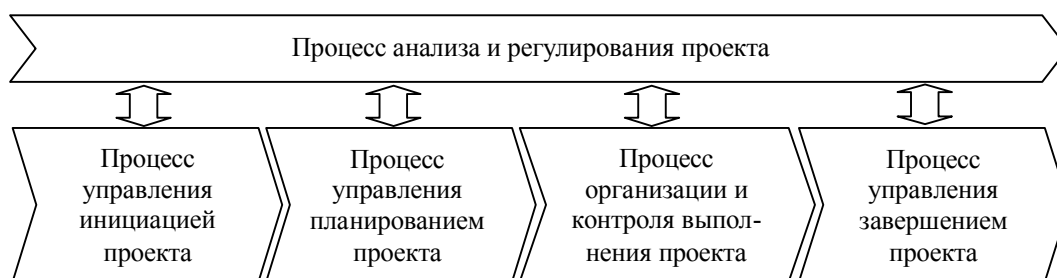 Процесс анализа и регулирования проекта
Процесс
управления
инициацией
проекта
Процесс
управления
планированием
проекта
Процесс
организации и
контроля выпол-
нения проекта
Процесс
управления
завершением
проекта